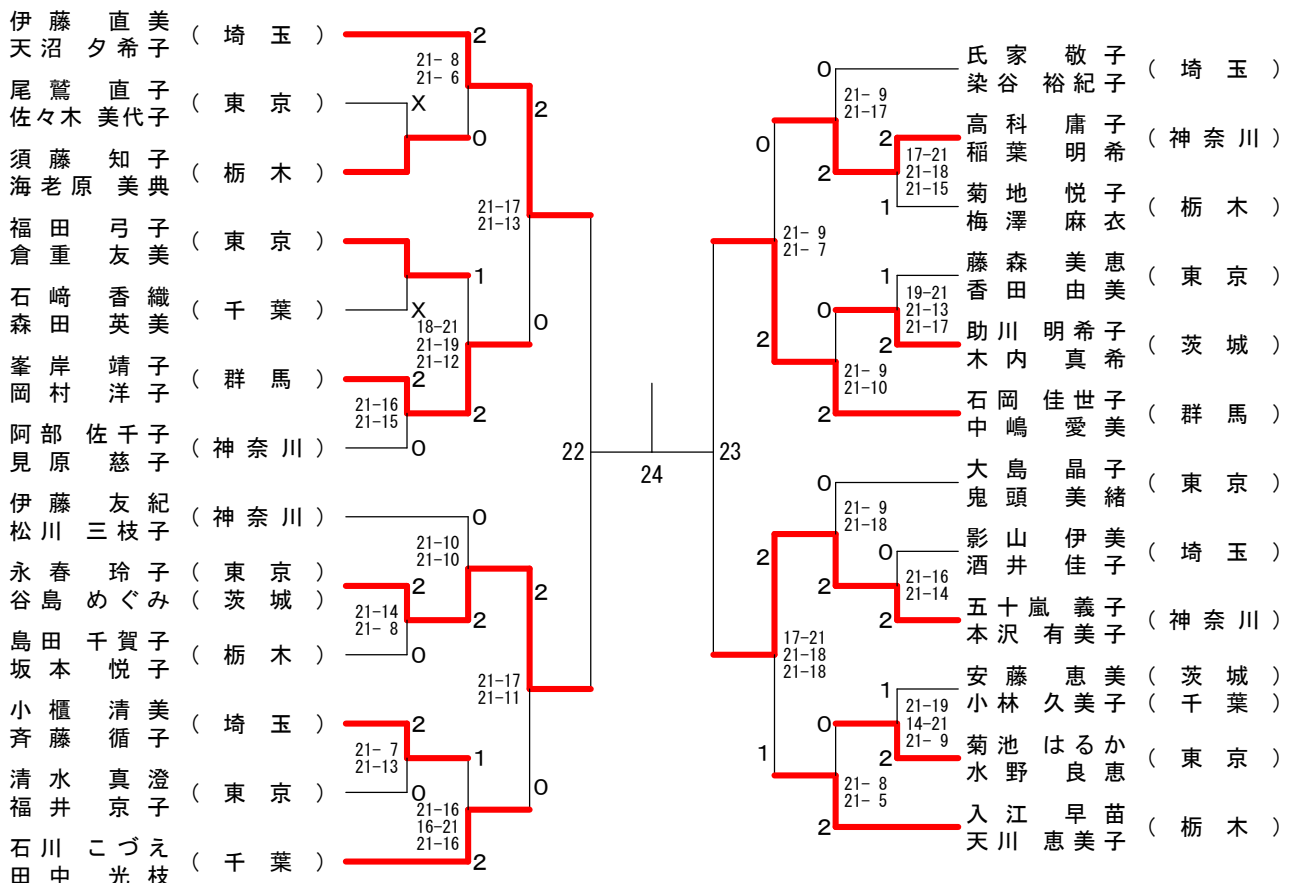 伊藤 直美
天沼 夕希子
( 埼玉 )
2
21- 8
21- 6
尾鷲 直子
佐々木 美代子
( 東京 )
X
2
0
須藤 知子
海老原 美典
( 栃木 )
21-17
21-13
福田 弓子
倉重 友美
( 東京 )
1
石﨑 香織
森田 英美
( 千葉 )
X
18-21
21-19
21-12
0
峯岸 靖子
岡村 洋子
( 群馬 )
2
21-16
21-15
2
阿部 佐千子
見原 慈子
( 神奈川 )
0
22
伊藤 友紀
松川 三枝子
( 神奈川 )
0
21-10
21-10
永春 玲子 ( 東京 )
谷島 めぐみ ( 茨城 )
2
2
21-14
21- 8
2
島田 千賀子
坂本 悦子
( 栃木 )
0
21-17
21-11
小櫃 清美
斉藤 循子
( 埼玉 )
2
21- 7
21-13
1
清水 真澄
福井 京子
( 東京 )
0
0
21-16
16-21
21-16
石川 こづえ
田中 光枝
( 千葉 )
2
24
氏家 敬子
染谷 裕紀子
( 埼玉 )
0
21- 9
21-17
高科 庸子
稲葉 明希
( 神奈川 )
2
0
17-21
21-18
21-15
2
菊地 悦子
梅澤 麻衣
( 栃木 )
1
21- 9
21- 7
藤森 美恵
香田 由美
( 東京 )
1
19-21
21-13
21-17
0
助川 明希子
木内 真希
( 茨城 )
2
2
21- 9
21-10
石岡 佳世子
中嶋 愛美
( 群馬 )
2
23
大島 晶子
鬼頭 美緒
( 東京 )
0
21- 9
21-18
影山 伊美
酒井 佳子
( 埼玉 )
0
2
21-16
21-14
2
五十嵐 義子
本沢 有美子
( 神奈川 )
2
17-21
21-18
21-18
安藤 恵美 ( 茨城 )
小林 久美子 ( 千葉 )
1
21-19
14-21
21- 9
0
菊池 はるか
水野 良恵
( 東京 )
2
1
21- 8
21- 5
入江 早苗
天川 恵美子
( 栃木 )
2